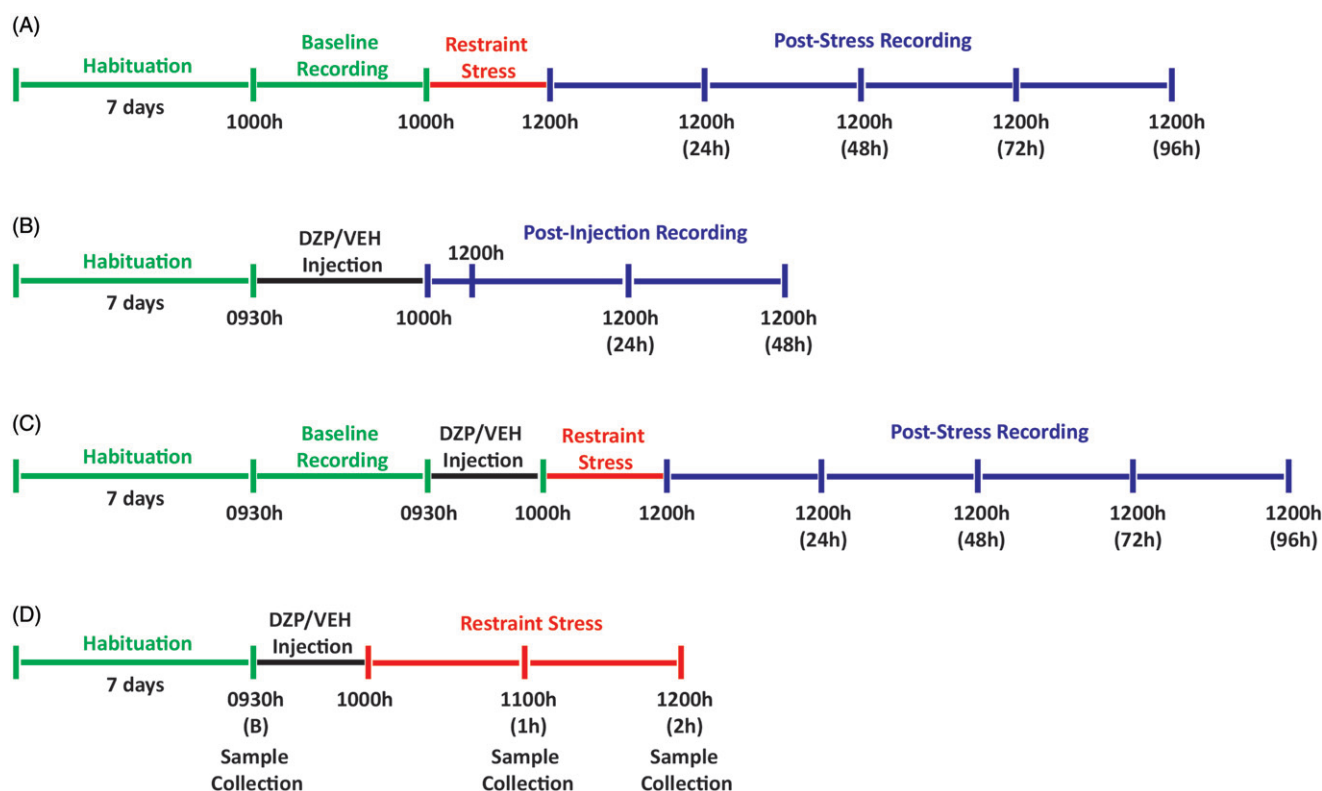 (A)
Habituation
7 days
Baseline
Recording
Restraint
Stress
Post-Stress Recording
1000h
1000h
1200h
1200h
(24h)
1200h
(48h)
1200h
(72h)
1200h
(96h)
(B)
Habituation
7 days
DZP/VEH
Injection
1200h
Post-Injection Recording
0930h
1000h
1200h
(24h)
1200h
(48h)
(C)
Habituation
7 days
Baseline
Recording
DZP/VEH
Injection
Restraint
Stress
Post-Stress Recording
0930h
0930h
1000h
1200h
1200h
(24h)
1200h
(48h)
1200h
(72h)
1200h
(96h)
(D)
Habituation
7 days
DZP/VEH
Injection
Restraint Stress
0930h
(B)
Sample
Collection
1000h
1100h
(1h)
Sample
Collection
1200h
(2h)
Sample
Collection